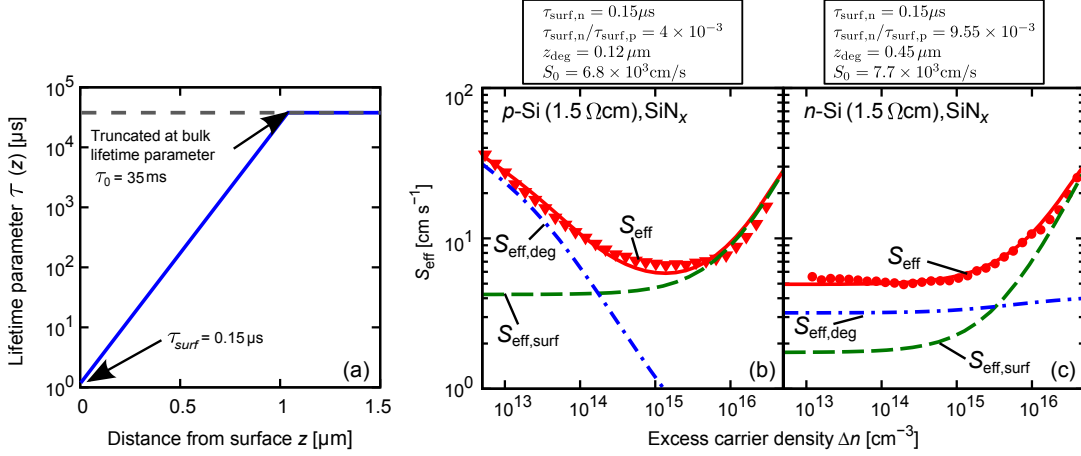 τsurf,n = 0.15μs
τsurf,n/τsurf,p = 4 × 10⁻³
zdeg = 0.12 μm
S₀ = 6.8 × 10³cm/s
τsurf,n = 0.15μs
τsurf,n/τsurf,p = 9.55 × 10⁻³
zdeg = 0.45 μm
S₀ = 7.7 × 10³cm/s
Lifetime parameter τ (z) [µs]
10⁵
10⁴
10³
10²
10¹
10⁰
Truncated at bulk
lifetime parameter
τ₀ = 35 ms
τsurf = 0.15 µs
(a)
0
0.5
1
1.5
Distance from surface z [µm]
Seff [cm s⁻¹]
10²
10¹
10⁰
p-Si (1.5 Ωcm), SiNx
Seff
Seff,deg
Seff,surf
(b)
10¹³
10¹⁴
10¹⁵
10¹⁶
n-Si (1.5 Ωcm), SiNx
Seff
Seff,deg
Seff,surf
(c)
10¹³
10¹⁴
10¹⁵
10¹⁶
Excess carrier density Δn [cm⁻³]